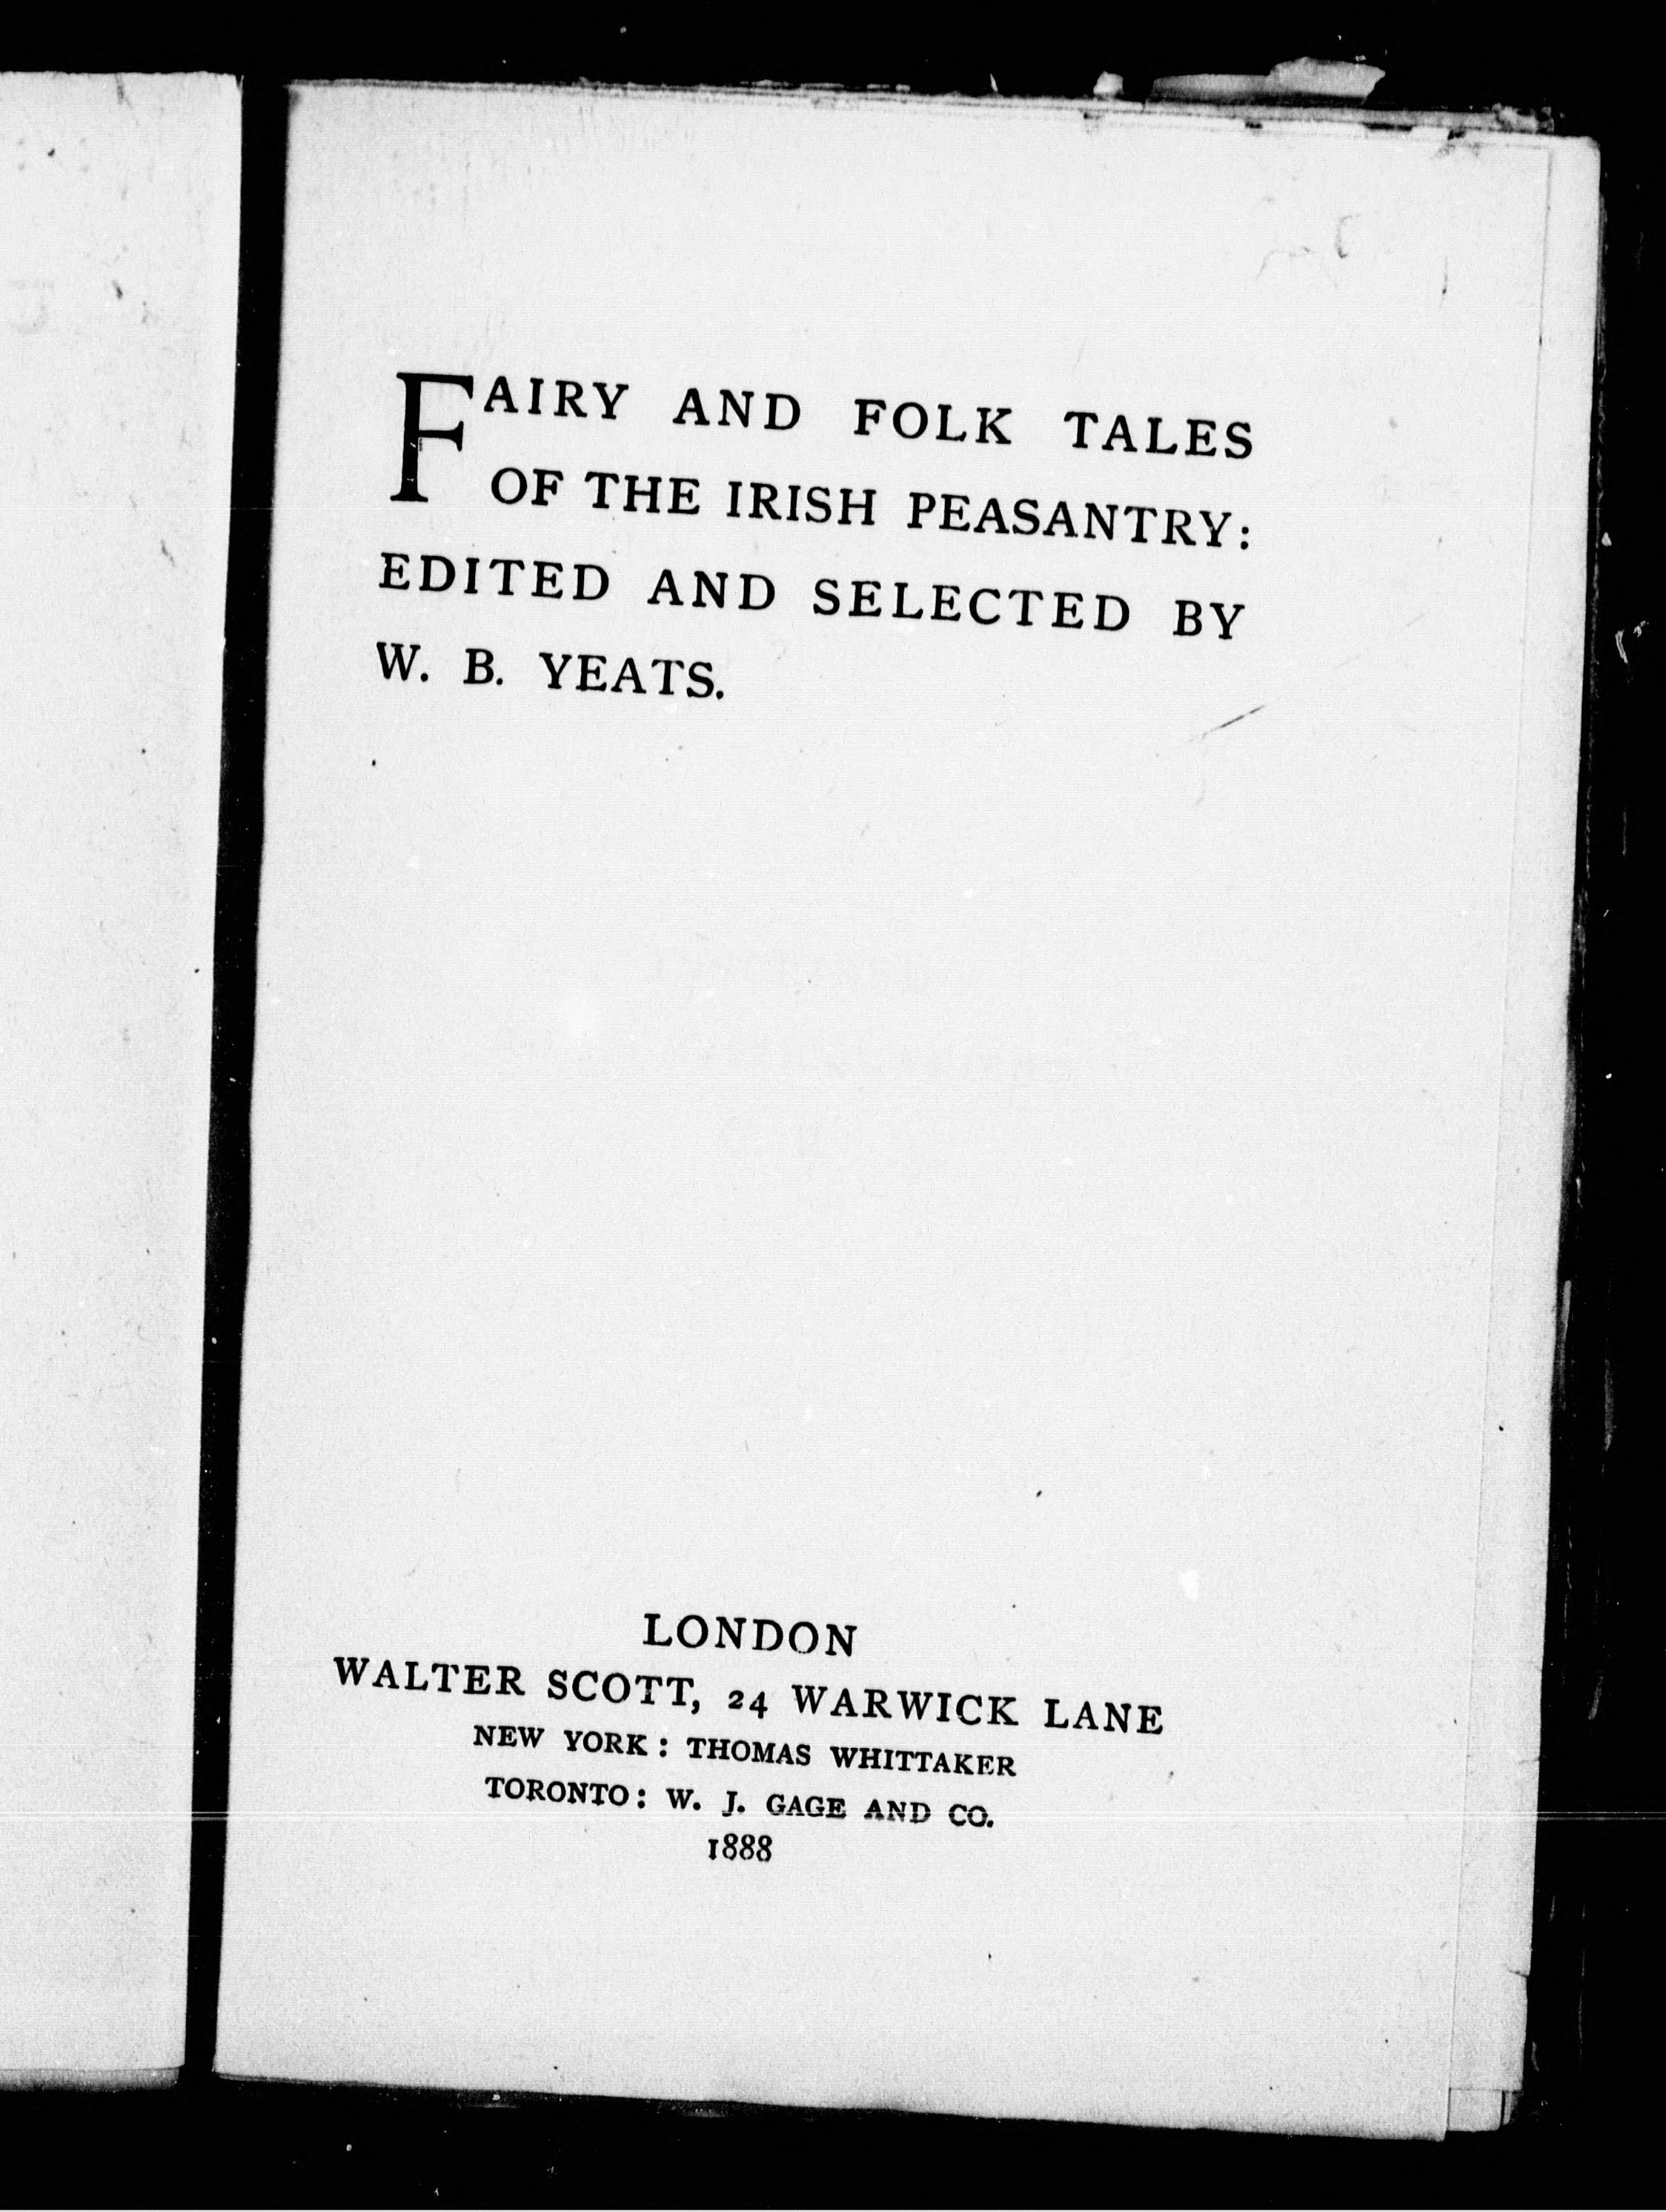 FAIRY AND FOLK TALES
OF THE IRISH PEASANTRY:
EDITED AND SELECTED BY
W. B. YEATS.
LONDON
WALTER SCOTT, 24 WARWICK LANE
NEW YORK: THOMAS WHITTAKER
TORONTO: W. J. GAGE AND CO.
1888